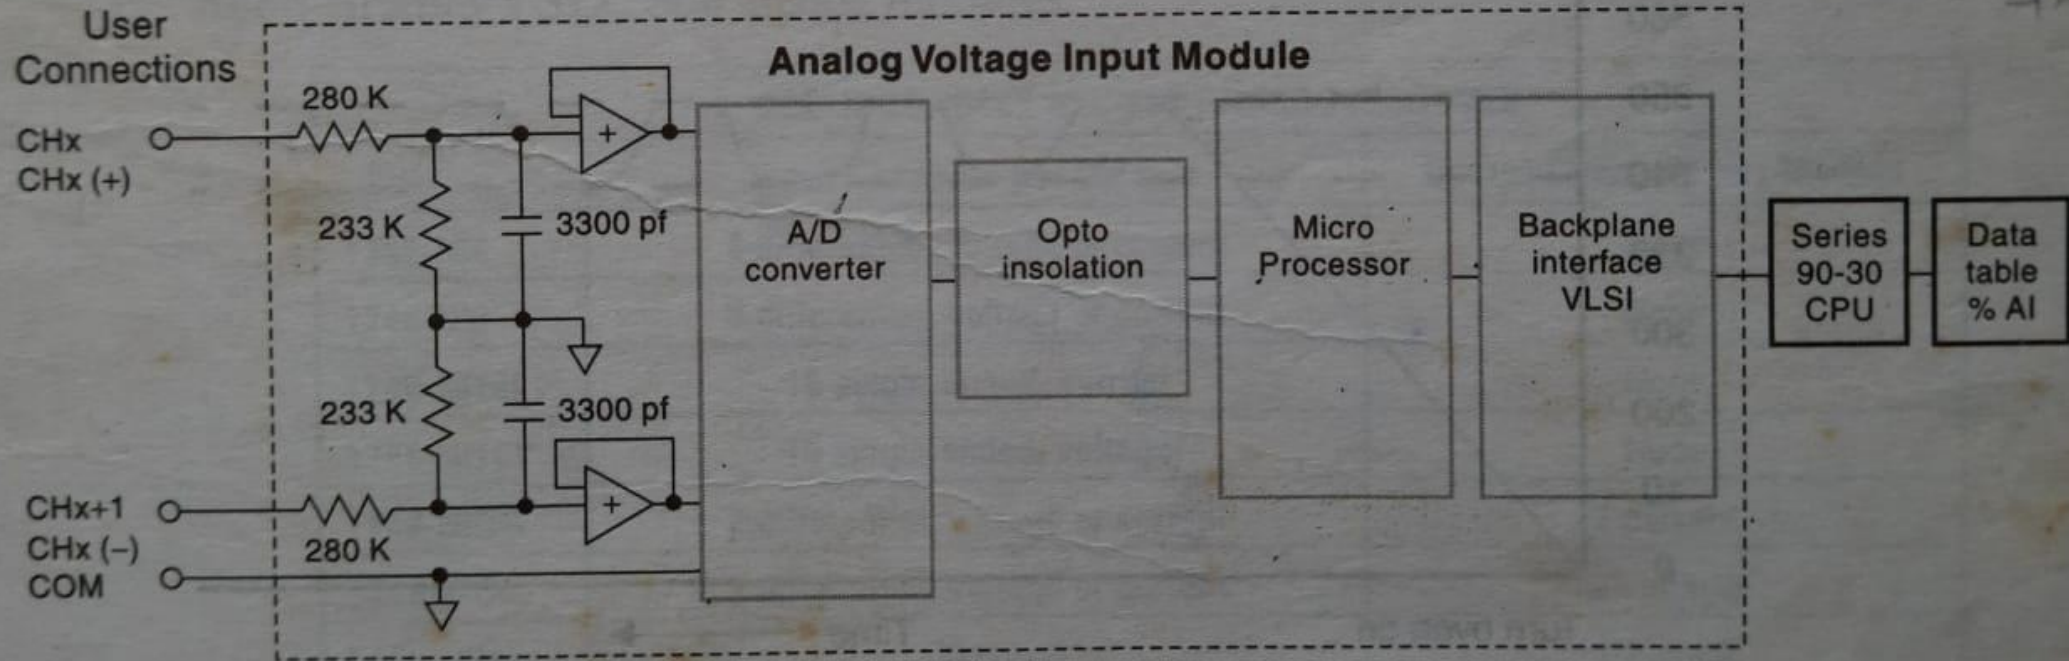 User
Connections
Analog Voltage Input Module
280 K
CHx
CHx (+)
233 K
3300 pf
A/D
converter
Opto
insolation
Micro
Processor
Backplane
interface
VLSI
Series
90-30
CPU
Data
table
% AI
+
233 K
3300 pf
CHx+1
CHx (–)
COM
280 K
+